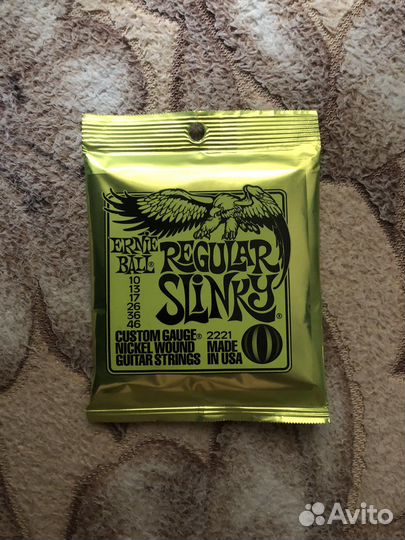 ERNIE BALL®
REGULAR SLINKY®
10
13
17
26
36
46
CUSTOM GAUGE®
NICKEL WOUND
GUITAR STRINGS
2221
MADE
IN USA
Avito